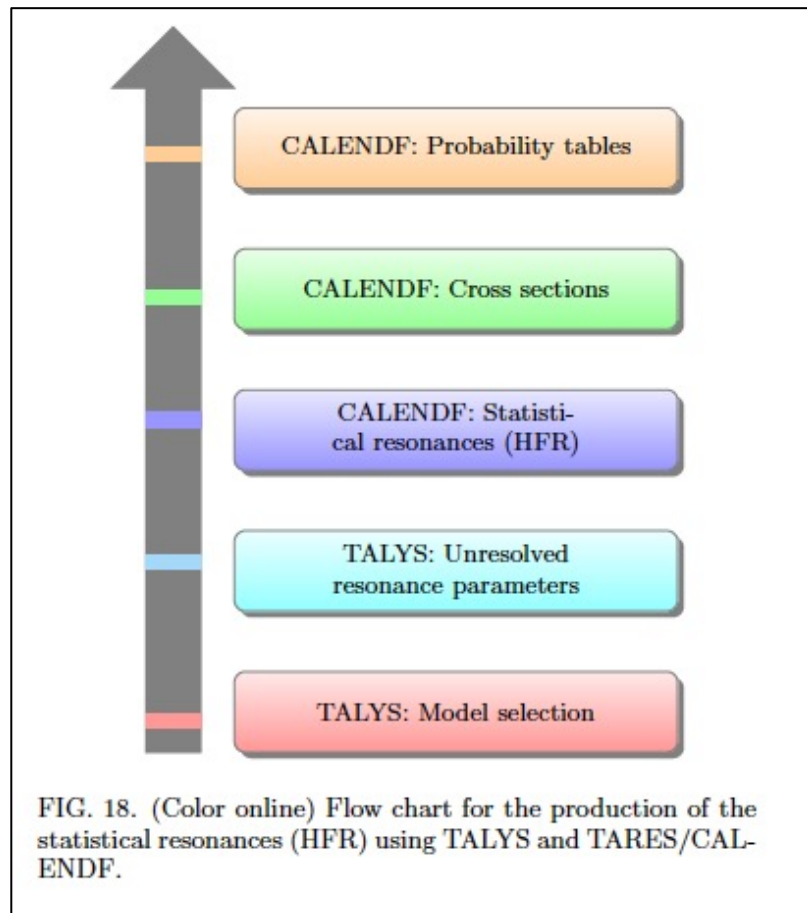 CALENDF: Probability tables
CALENDF: Cross sections
CALENDF: Statisti-
cal resonances (HFR)
TALYS: Unresolved
resonance parameters
TALYS: Model selection
FIG. 18. (Color online) Flow chart for the production of the
statistical resonances (HFR) using TALYS and TARES/CAL-
ENDF.